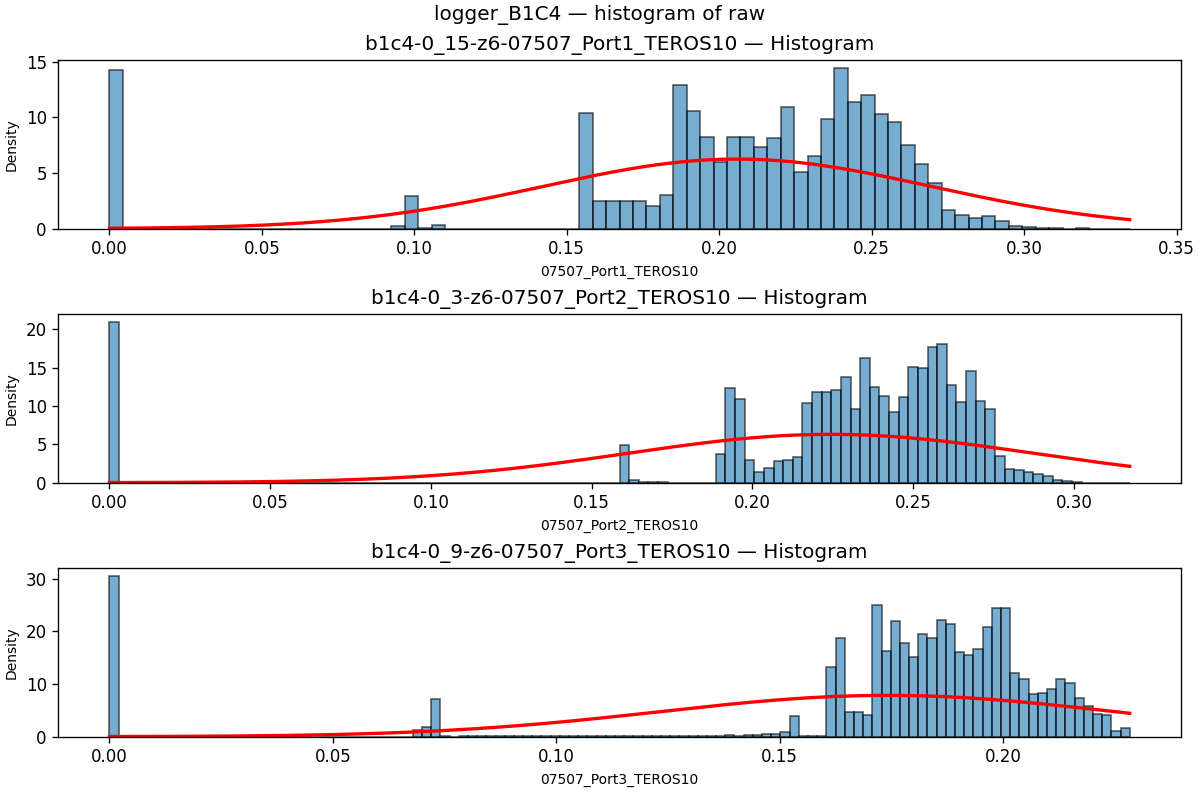 logger_B1C4 — histogram of raw
b1c4-0_15-z6-07507_Port1_TEROS10 — Histogram
Density
15
10
5
0
0.00 0.05 0.10 0.15 0.20 0.25 0.30 0.35
07507_Port1_TEROS10
b1c4-0_3-z6-07507_Port2_TEROS10 — Histogram
Density
20
15
10
5
0
0.00 0.05 0.10 0.15 0.20 0.25 0.30
07507_Port2_TEROS10
b1c4-0_9-z6-07507_Port3_TEROS10 — Histogram
Density
30
20
10
0
0.00 0.05 0.10 0.15 0.20
07507_Port3_TEROS10